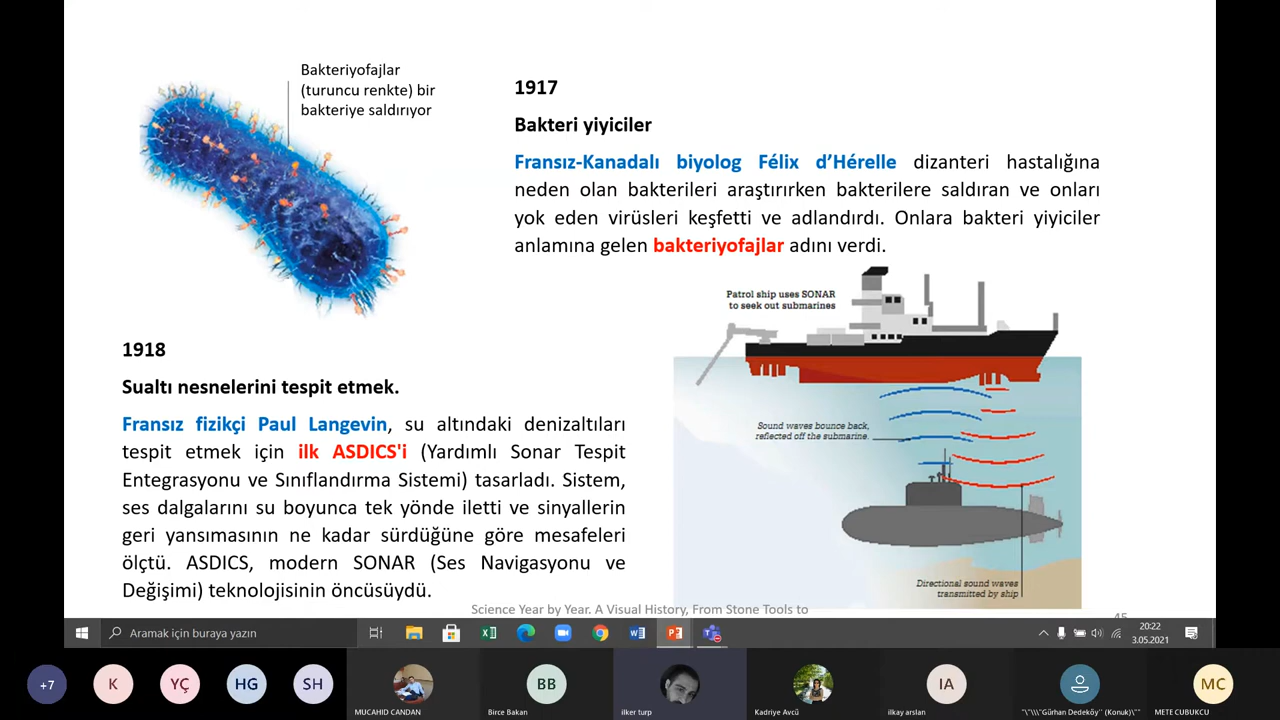 Bakteriyofajlar
(turuncu renkte) bir
bakteriye saldırıyor
1917
Bakteri yiyiciler
Fransız-Kanadalı biyolog Félix d’Hérelle dizanteri hastalığına
neden olan bakterileri araştırırken bakterilere saldıran ve onları
yok eden virüsleri keşfetti ve adlandırdı. Onlara bakteri yiyiciler
anlamına gelen bakteriyofajlar adını verdi.
Patrol ship uses SONAR
to seek out submarines
Sound waves bounce back,
reflected off the submarine.
Directional sound waves
transmitted by ship
1918
Sualtı nesnelerini tespit etmek.
Fransız fizikçi Paul Langevin, su altındaki denizaltıları
tespit etmek için ilk ASDICS'i (Yardımlı Sonar Tespit
Entegrasyonu ve Sınıflandırma Sistemi) tasarladı. Sistem,
ses dalgalarını su boyunca tek yönde iletti ve sinyallerin
geri yansımasının ne kadar sürdüğüne göre mesafeleri
ölçtü. ASDICS, modern SONAR (Ses Navigasyonu ve
Değişimi) teknolojisinin öncüsüydü.
Science Year by Year. A Visual History, From Stone Tools to
45
Aramak için buraya yazın
20:22
3.05.2021
+7
K
YÇ
HG
SH
MUCAHID CANDAN
BB
Birce Bakan
ilker turp
Kadriye Avcû
IA
ilkay arslan
"\"\\\"Gürhan Dedeköy'' (Konuk)\""
MC
METE CUBUKCU